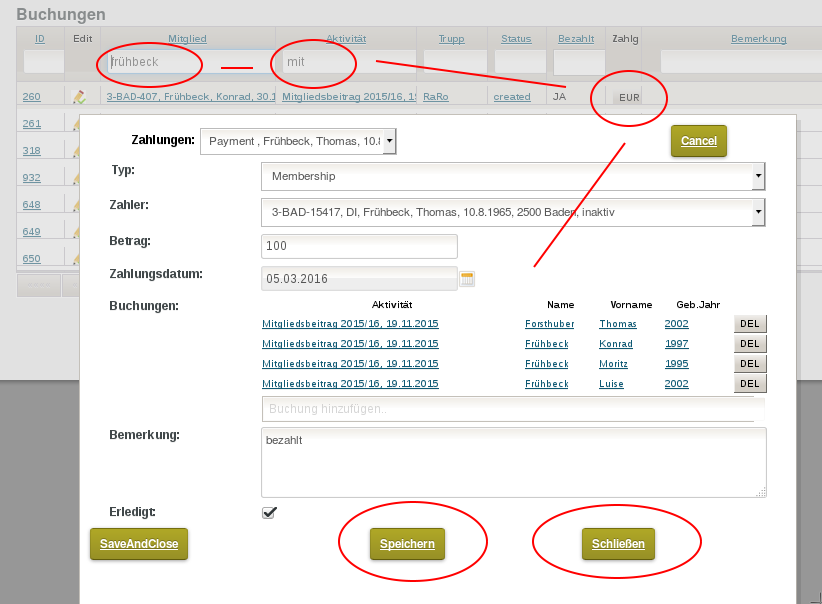 Buchungen
ID Edit Mitglied Aktivität Trupp Status Bezahlt Zahlg Bemerkung
frühbeck mit
260 3-BAD-407, Frühbeck, Konrad, 30.1 Mitgliedsbeitrag 2015/16, 1 RaRo created JA EUR
261
318
932
648
649
650
Zahlungen: Payment , Frühbeck, Thomas, 10. Cancel
Typ: Membership
Zahler: 3-BAD-15417, DI, Frühbeck, Thomas, 10.8.1965, 2500 Baden, inaktiv
Betrag: 100
Zahlungsdatum: 05.03.2016
Buchungen: Aktivität Name Vorname Geb.Jahr
Mitgliedsbeitrag 2015/16, 19.11.2015 Forsthuber Thomas 2002 DEL
Mitgliedsbeitrag 2015/16, 19.11.2015 Frühbeck Konrad 1997 DEL
Mitgliedsbeitrag 2015/16, 19.11.2015 Frühbeck Moritz 1995 DEL
Mitgliedsbeitrag 2015/16, 19.11.2015 Frühbeck Luise 2002 DEL
Buchung hinzufügen..
Bemerkung: bezahlt
Erledigt:
SaveAndClose Speichern Schließen